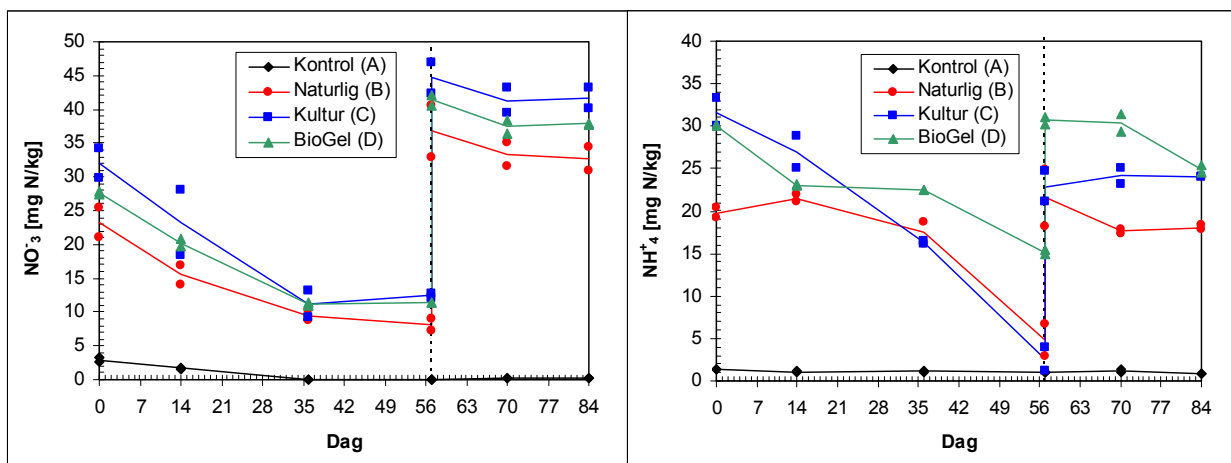 NO⁻₃ [mg N/kg]
50
45
40
35
30
25
20
15
10
5
0
Kontrol (A)
Naturlig (B)
Kultur (C)
BioGel (D)
0 7 14 21 28 35 42 49 56 63 70 77 84
Dag
NH⁺₄ [mg N/kg]
40
35
30
25
20
15
10
5
0
Kontrol (A)
Naturlig (B)
Kultur (C)
BioGel (D)
0 7 14 21 28 35 42 49 56 63 70 77 84
Dag